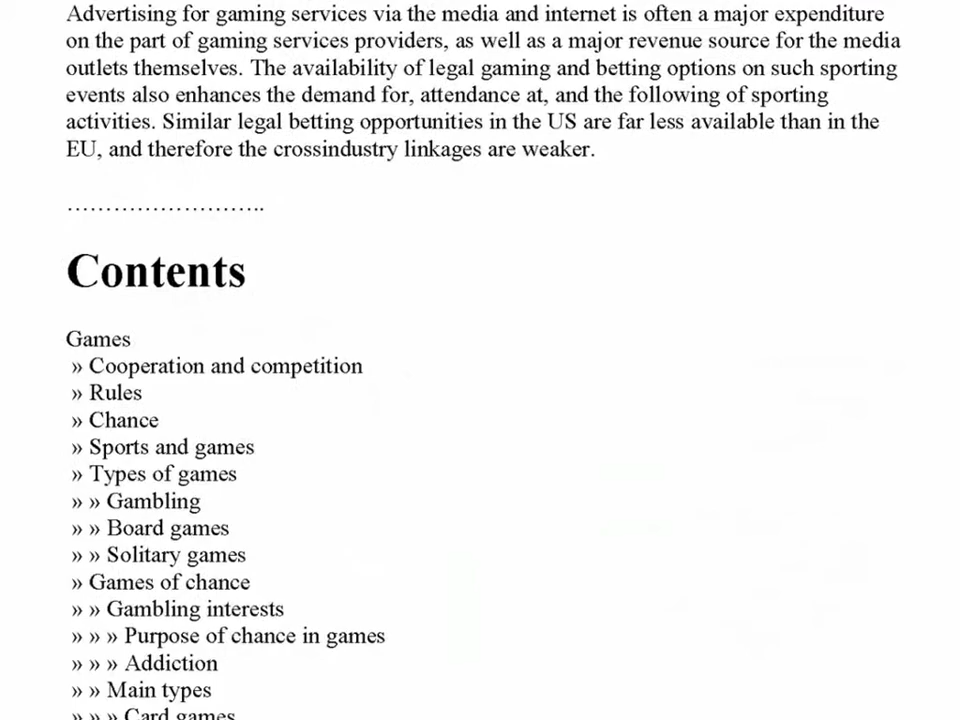 Advertising for gaming services via the media and internet is often a major expenditure
on the part of gaming services providers, as well as a major revenue source for the media
outlets themselves. The availability of legal gaming and betting options on such sporting
events also enhances the demand for, attendance at, and the following of sporting
activities. Similar legal betting opportunities in the US are far less available than in the
EU, and therefore the crossindustry linkages are weaker.
………………………..
Contents
Games
» Cooperation and competition
» Rules
» Chance
» Sports and games
» Types of games
» » Gambling
» » Board games
» » Solitary games
» Games of chance
» » Gambling interests
» » » Purpose of chance in games
» » » Addiction
» » Main types
» » » Card games